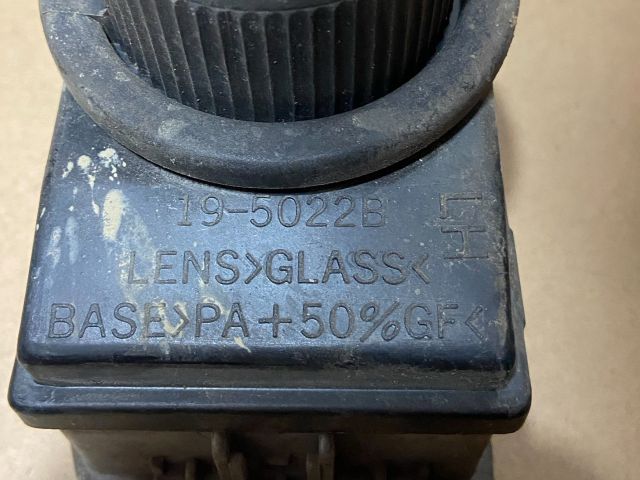 19-5022B
LENS>GLASS<
BASE>PA+50%GF<
LH